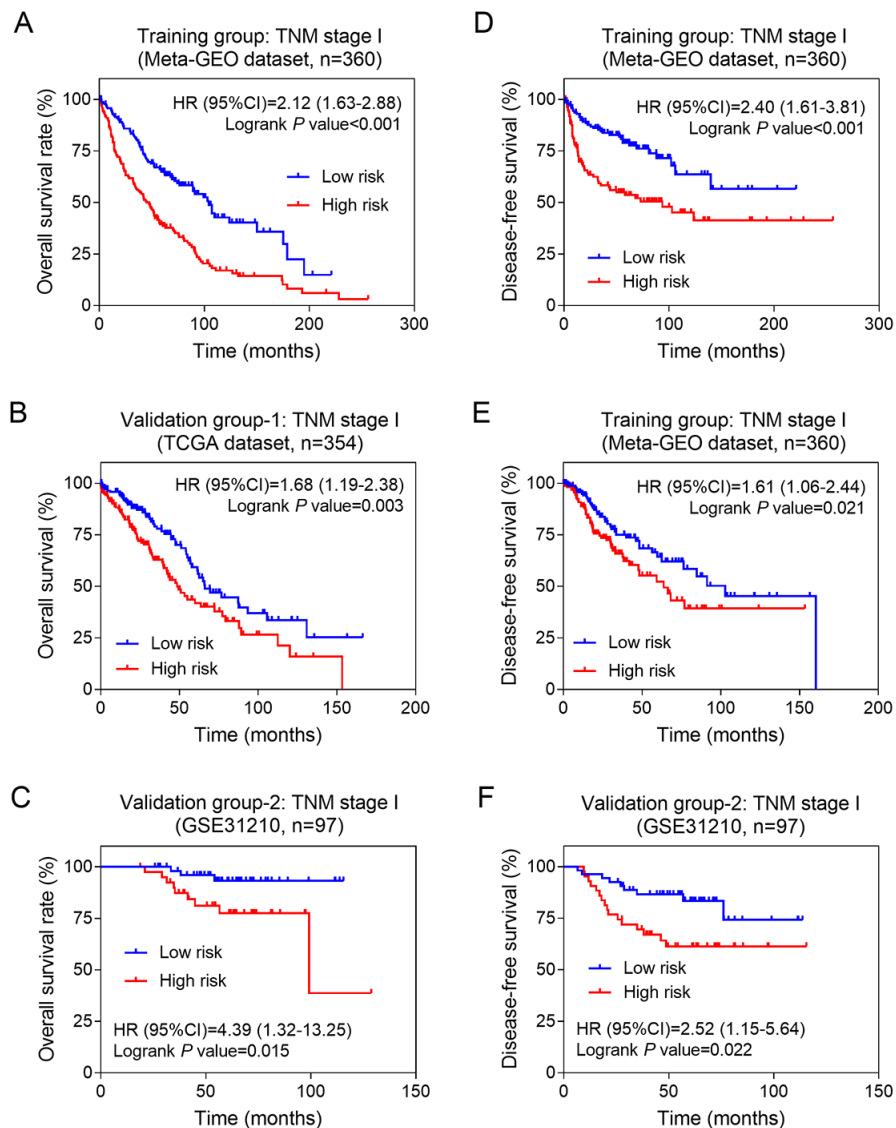 A
Training group: TNM stage I
(Meta-GEO dataset, n=360)
Overall survival rate (%)
100
75
50
25
0
HR (95%CI)=2.12 (1.63-2.88)
Logrank P value<0.001
Low risk
High risk
0 100 200 300
Time (months)
D
Training group: TNM stage I
(Meta-GEO dataset, n=360)
Disease-free survival (%)
100
75
50
25
0
HR (95%CI)=2.40 (1.61-3.81)
Logrank P value<0.001
Low risk
High risk
0 100 200 300
Time (months)
B
Validation group-1: TNM stage I
(TCGA dataset, n=354)
Overall survival (%)
100
75
50
25
0
HR (95%CI)=1.68 (1.19-2.38)
Logrank P value=0.003
Low risk
High risk
0 50 100 150 200
Time (months)
E
Training group: TNM stage I
(Meta-GEO dataset, n=360)
Disease-free survival (%)
100
75
50
25
0
HR (95%CI)=1.61 (1.06-2.44)
Logrank P value=0.021
Low risk
High risk
0 50 100 150 200
Time (months)
C
Validation group-2: TNM stage I
(GSE31210, n=97)
Overall survival rate (%)
100
75
50
25
0
Low risk
High risk
HR (95%CI)=4.39 (1.32-13.25)
Logrank P value=0.015
0 50 100 150
Time (months)
F
Validation group-2: TNM stage I
(GSE31210, n=97)
Disease-free survival (%)
100
75
50
25
0
Low risk
High risk
HR (95%CI)=2.52 (1.15-5.64)
Logrank P value=0.022
0 50 100 150
Time (months)